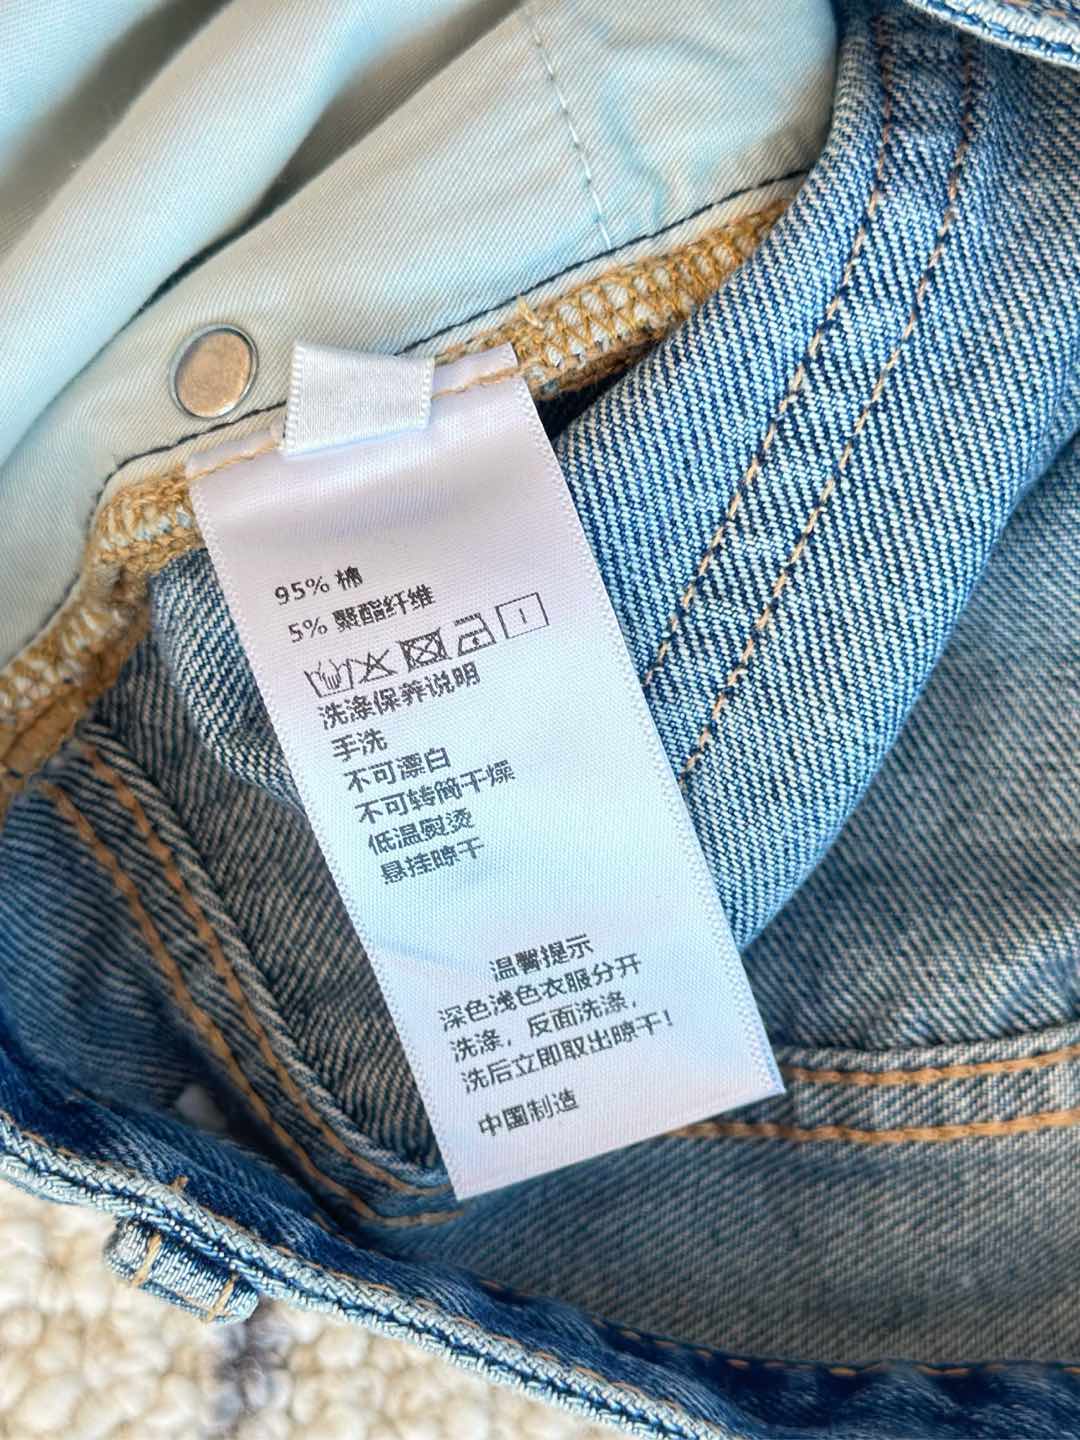 95% 棉
5% 聚酯纤维
洗涤保养说明
手洗
不可漂白
不可转筒干燥
低温熨烫
悬挂晾干
温馨提示
深色浅色衣服分开
洗涤，反面洗涤，
洗后立即取出晾干！
中国制造